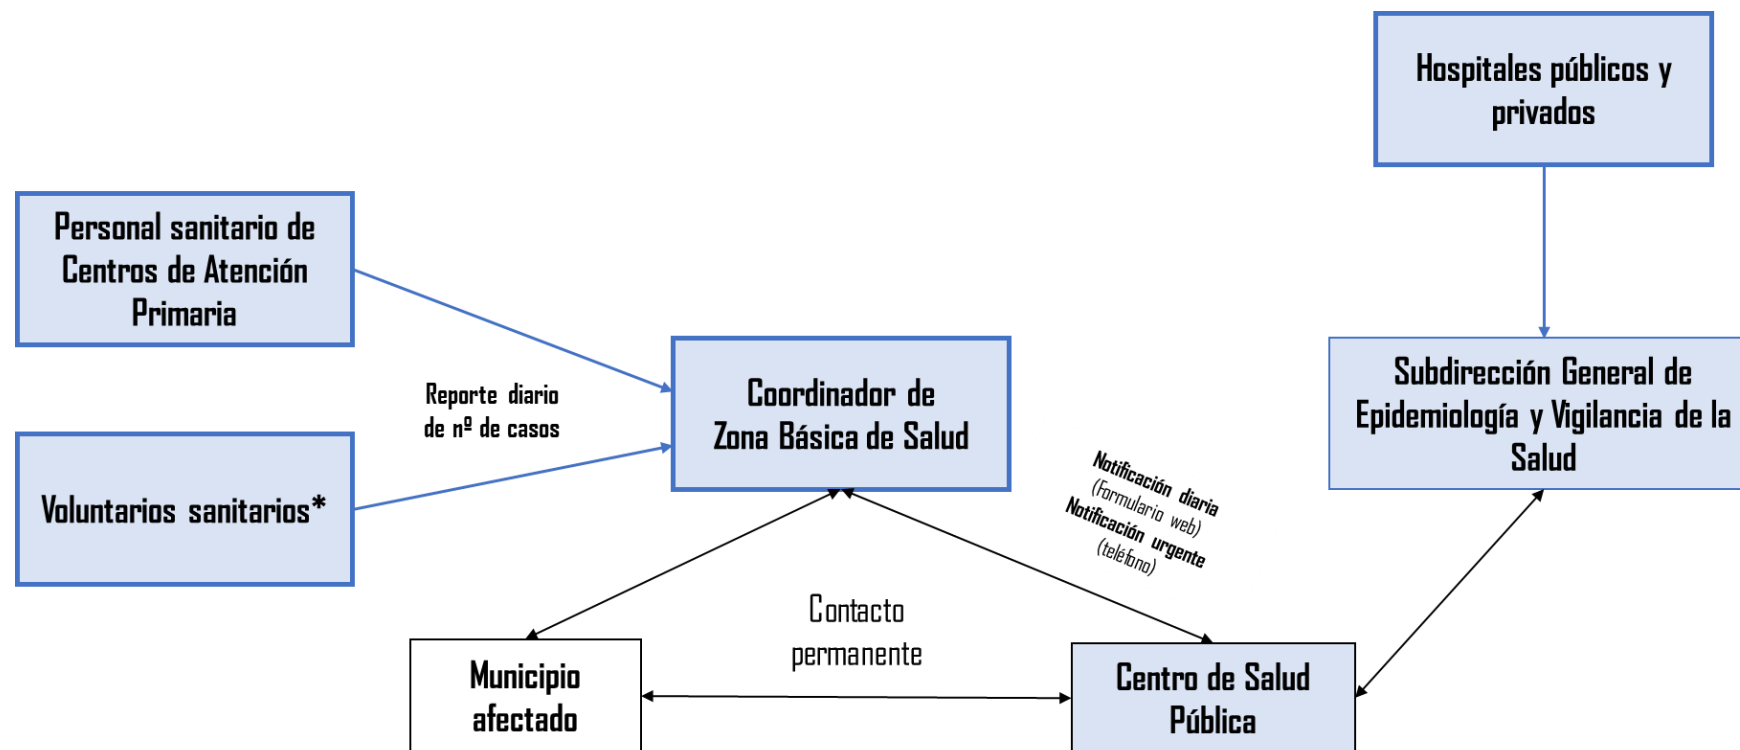 Hospitales públicos y
privados
Personal sanitario de
Centros de Atención
Primaria
Reporte diario
de nº de casos
Voluntarios sanitarios*
Coordinador de
Zona Básica de Salud
Subdirección General de
Epidemiología y Vigilancia de la
Salud
Notificación diaria
(Formulario web)
Notificación urgente
(teléfono)
Contacto
permanente
Municipio
afectado
Centro de Salud
Pública